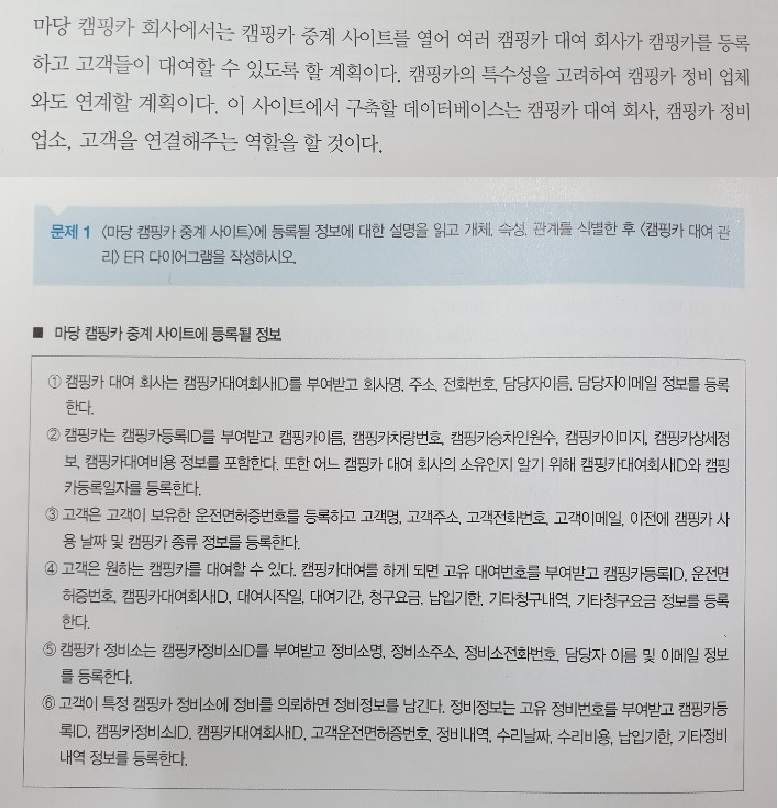 마당 캠핑카 회사에서는 캠핑카 중계 사이트를 열어 여러 캠핑카 대여 회사가 캠핑카를 등록
하고 고객들이 대여할 수 있도록 할 계획이다. 캠핑카의 특수성을 고려하여 캠핑카 정비 업체
와도 연계할 계획이다. 이 사이트에서 구축할 데이터베이스는 캠핑카 대여 회사, 캠핑카 정비
업소, 고객을 연결해주는 역할을 할 것이다.
문제 1 〈마당 캠핑카 중계 사이트〉에 등록될 정보에 대한 설명을 읽고 개체, 속성, 관계를 식별한 후 〈캠핑카 대여 관
리〉 ER 다이어그램을 작성하시오.
■ 마당 캠핑카 중계 사이트에 등록될 정보
① 캠핑카 대여 회사는 캠핑카대여회사ID를 부여받고 회사명, 주소, 전화번호, 담당자이름, 담당자이메일 정보를 등록
한다.
② 캠핑카는 캠핑카등록ID를 부여받고 캠핑카이름, 캠핑카차량번호, 캠핑카승차인원수, 캠핑카이미지, 캠핑카상세정
보, 캠핑카대여비용 정보를 포함한다. 또한 어느 캠핑카 대여 회사의 소유인지 알기 위해 캠핑카대여회사ID와 캠핑
카등록일자를 등록한다.
③ 고객은 고객이 보유한 운전면허증번호를 등록하고 고객명, 고객주소, 고객전화번호, 고객이메일, 이전에 캠핑카 사
용 날짜 및 캠핑카 종류 정보를 등록한다.
④ 고객은 원하는 캠핑카를 대여할 수 있다. 캠핑카대여를 하게 되면 고유 대여번호를 부여받고 캠핑카등록ID, 운전면
허증번호, 캠핑카대여회사ID, 대여시작일, 대여기간, 청구요금, 납입기한, 기타청구내역, 기타청구요금 정보를 등록
한다.
⑤ 캠핑카 정비소는 캠핑카정비소ID를 부여받고 정비소명, 정비소주소, 정비소전화번호, 담당자 이름 및 이메일 정보
를 등록한다.
⑥ 고객이 특정 캠핑카 정비소에 정비를 의뢰하면 정비정보를 남긴다. 정비정보는 고유 정비번호를 부여받고 캠핑카등
록ID, 캠핑카정비소ID, 캠핑카대여회사ID, 고객운전면허증번호, 정비내역, 수리날짜, 수리비용, 납입기한, 기타정비
내역 정보를 등록한다.